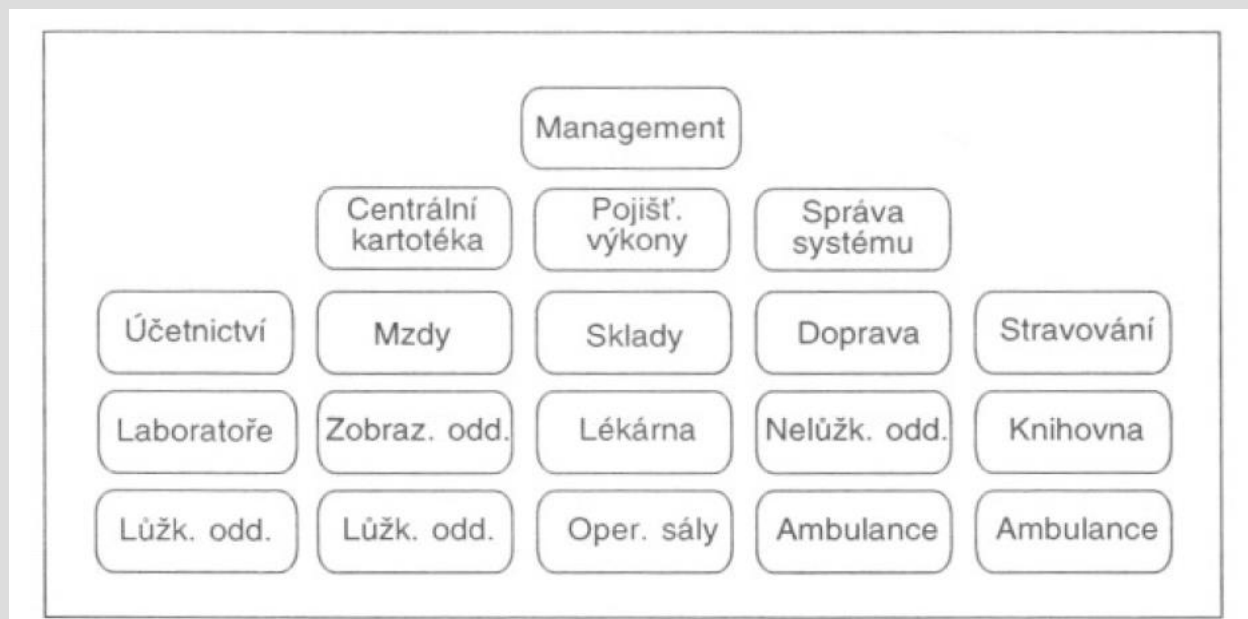 Management
Centrální
kartotéka
Pojišť.
výkony
Správa
systému
Účetnictví
Mzdy
Sklady
Doprava
Stravování
Laboratoře
Zobraz. odd.
Lékárna
Nelůžk. odd.
Knihovna
Lůžk. odd.
Lůžk. odd.
Oper. sály
Ambulance
Ambulance